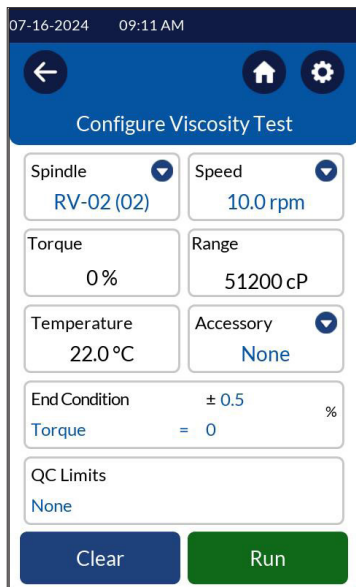 07-16-2024 09:11 AM
Configure Viscosity Test
Spindle
RV-02 (02)
Speed
10.0 rpm
Torque
0 %
Range
51200 cP
Temperature
22.0 ºC
Accessory
None
End Condition ± 0.5 %
Torque = 0
QC Limits
None
Clear
Run